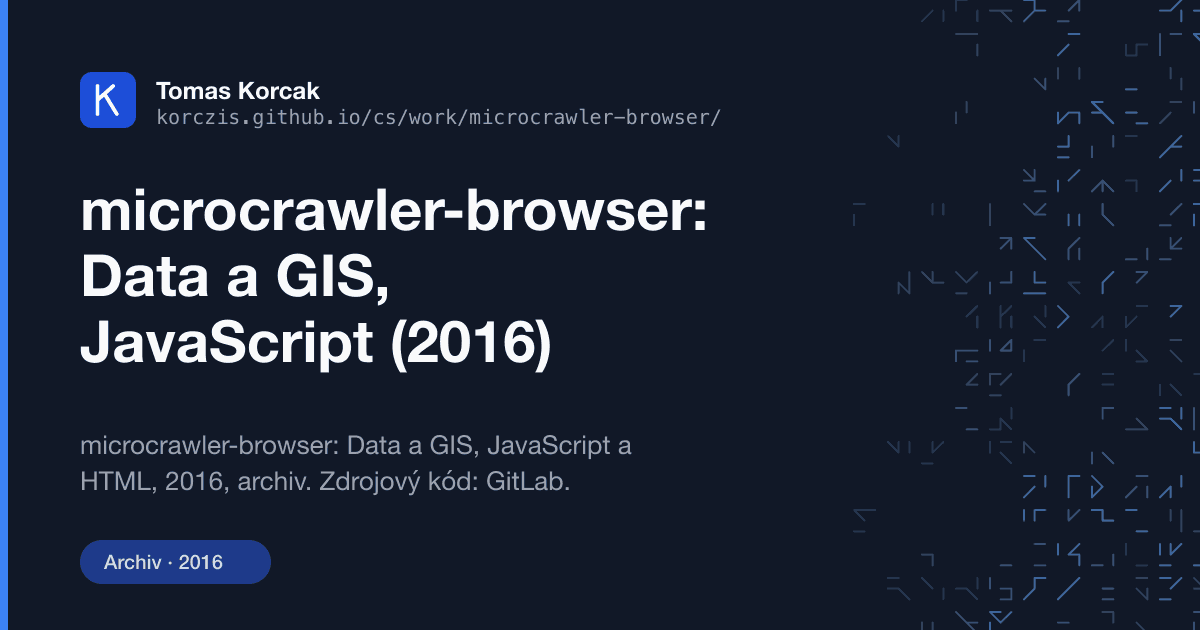 K
Tomas Korcak
korczis.github.io/cs/work/microcrawler-browser/
microcrawler-browser:
Data a GIS,
JavaScript (2016)
microcrawler-browser: Data a GIS, JavaScript a
HTML, 2016, archiv. Zdrojový kód: GitLab.
Archiv · 2016